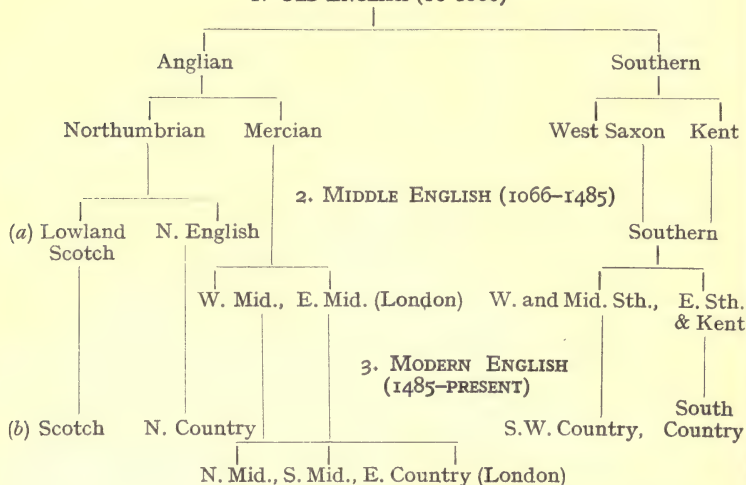 Anglian Southern
Northumbrian Mercian West Saxon Kent
2. MIDDLE ENGLISH (1066–1485)
(a) Lowland N. English Southern
Scotch
W. Mid., E. Mid. (London) W. and Mid. Sth., E. Sth.
& Kent
3. MODERN ENGLISH
(1485–PRESENT)
South
(b) Scotch N. Country S.W. Country, Country
N. Mid., S. Mid., E. Country (London)